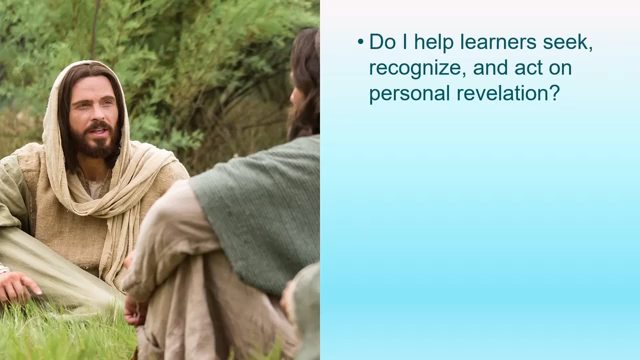 • Do I help learners seek,
recognize, and act on
personal revelation?